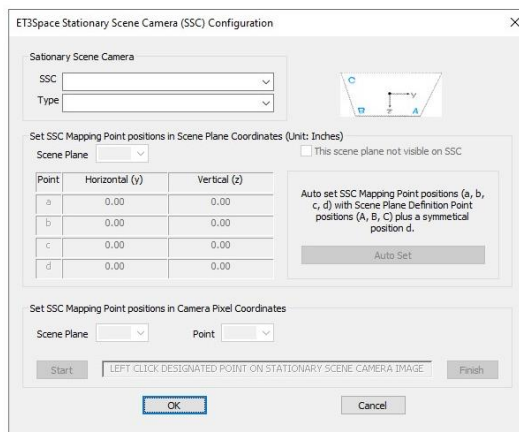 ET3Space Stationary Scene Camera (SSC) Configuration
Sationary Scene Camera
SSC
Type
C
y
B z A
Set SSC Mapping Point positions in Scene Plane Coordinates (Unit: Inches)
Scene Plane
This scene plane not visible on SSC
Point Horizontal (y) Vertical (z)
a 0.00 0.00
b 0.00 0.00
c 0.00 0.00
d 0.00 0.00
Auto set SSC Mapping Point positions (a, b,
c, d) with Scene Plane Definition Point
positions (A, B, C) plus a symmetical
position d.
Auto Set
Set SSC Mapping Point positions in Camera Pixel Coordinates
Scene Plane Point
Start LEFT CLICK DESIGNATED POINT ON STATIONARY SCENE CAMERA IMAGE Finish
OK Cancel